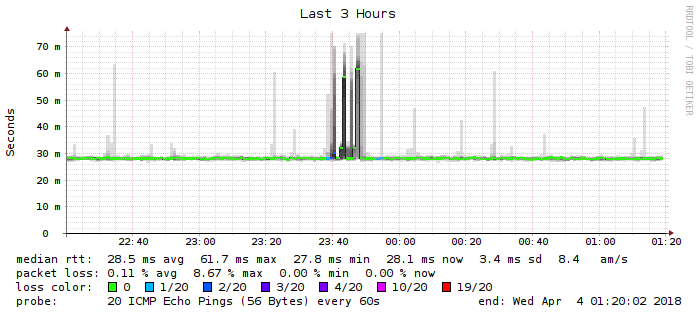 Last 3 Hours
RRDTOOL / TOBI OETIKER
Seconds
70 m
60 m
50 m
40 m
30 m
20 m
10 m
0
22:40 23:00 23:20 23:40 00:00 00:20 00:40 01:00 01:20
median rtt: 28.5 ms avg 61.7 ms max 27.8 ms min 28.1 ms now 3.4 ms sd 8.4 am/s
packet loss: 0.11 % avg 8.67 % max 0.00 % min 0.00 % now
loss color: 0 1/20 2/20 3/20 4/20 10/20 19/20
probe: 20 ICMP Echo Pings (56 Bytes) every 60s end: Wed Apr 4 01:20:02 2018